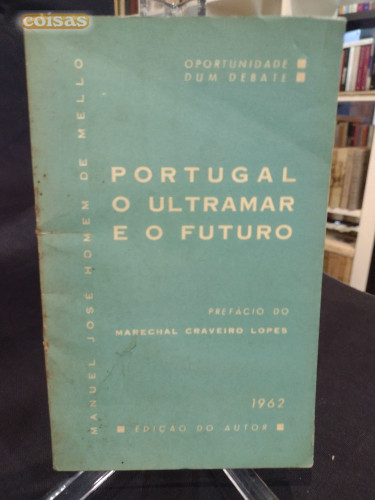 coisas
OPORTUNIDADE
DUM DEBATE
MANUEL JOSÉ HOMEM DE MELLO
PORTUGAL
O ULTRAMAR
E O FUTURO
PREFÁCIO DO
MARECHAL CRAVEIRO LOPES
1962
EDIÇÃO DO AUTOR